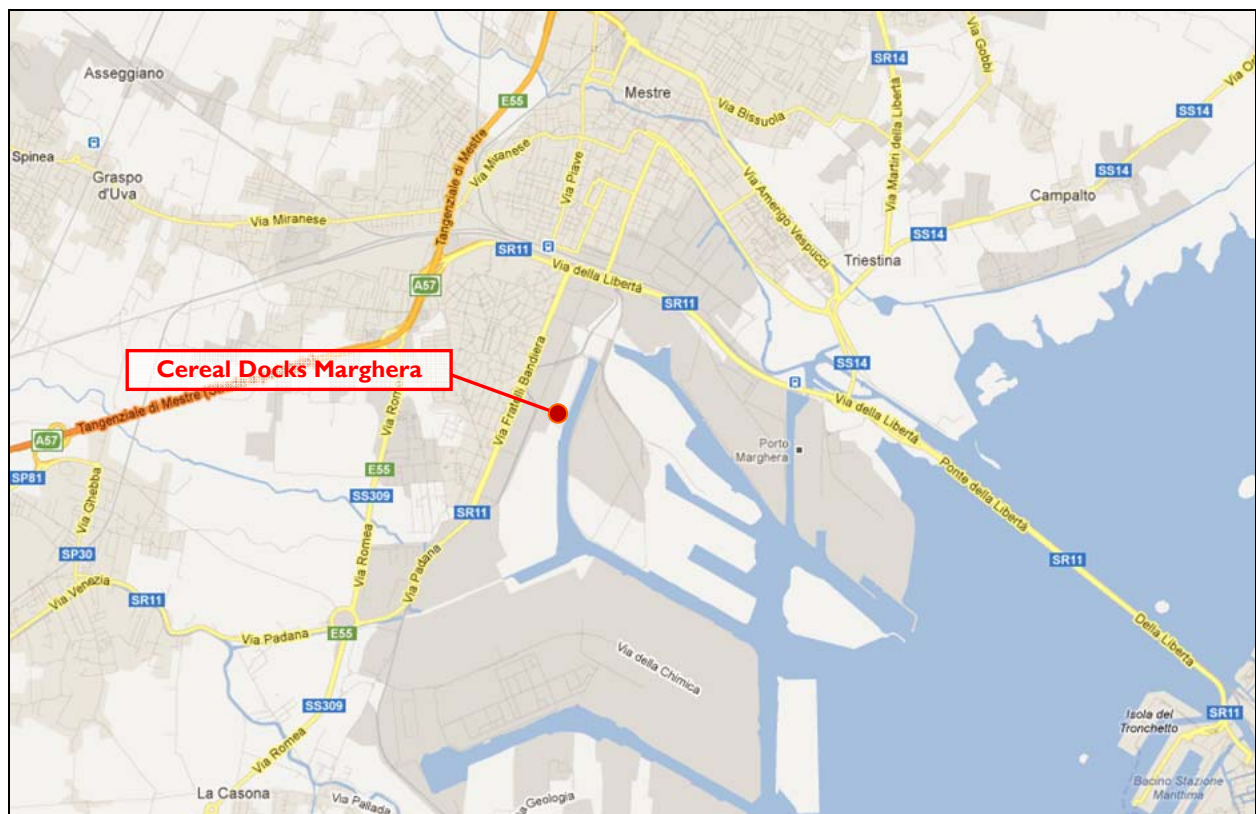 Asseggiano
E55
Mestre
SR14
Via Gobbi
Via Or
SS14
Via Bissuola
Via Martiri della Libertà
Tangenziale di Mestre
Spinea
Graspo
d'Uva
Via Miranese
Via Piave
SS14
Campalto
Via Miranese
Via Amerigo Vespucci
SS14
SR11
Triestina
Via della Libertà
A57
SR11
Cereal Docks Marghera
SS14
Via Fratelli Bandiera
Via della Libertà
Tangenziale di Mestre
A57
SP81
Porto
Marghera
E55
Ponte della Libertà
Via Ghebba
SS309
SR11
SP30
Via Romea
SR11
Via Padana
Via Venezia
SR11
Via Padana
E55
Della Libertà
Via della Chimica
SS309
Isola del
Tronchetto
SR11
Via Romea
Bacino Stazione
Marittima
La Casona
Via Pallada
Geologia